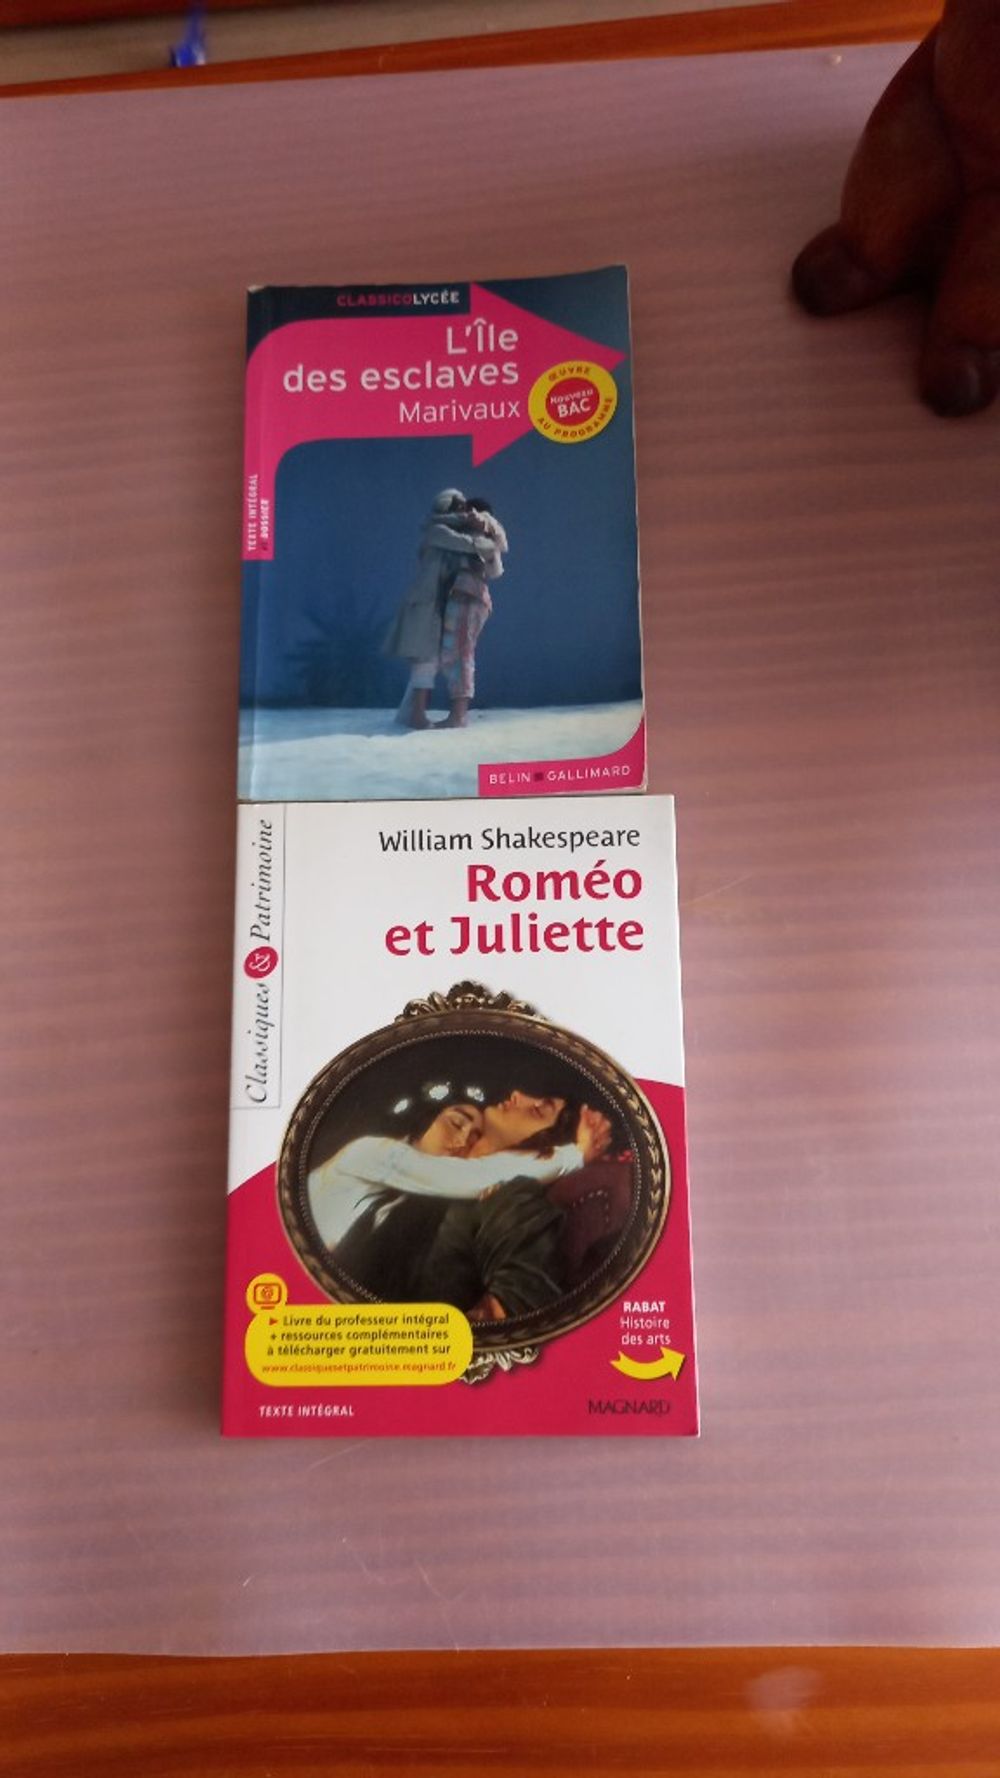 CLASSICOLYCÉE
L'Île
des esclaves
Marivaux
ŒUVRE
Nouveau
BAC
AU PROGRAMME
TEXTE INTÉGRAL
+ DOSSIER
BELIN ■ GALLIMARD
Classiques & Patrimoine
William Shakespeare
Roméo
et Juliette
► Livre du professeur intégral
+ ressources complémentaires
à télécharger gratuitement sur
www.classiquesetpatrimoine.magnard.fr
RABAT
Histoire
des arts
TEXTE INTÉGRAL
MAGNARD